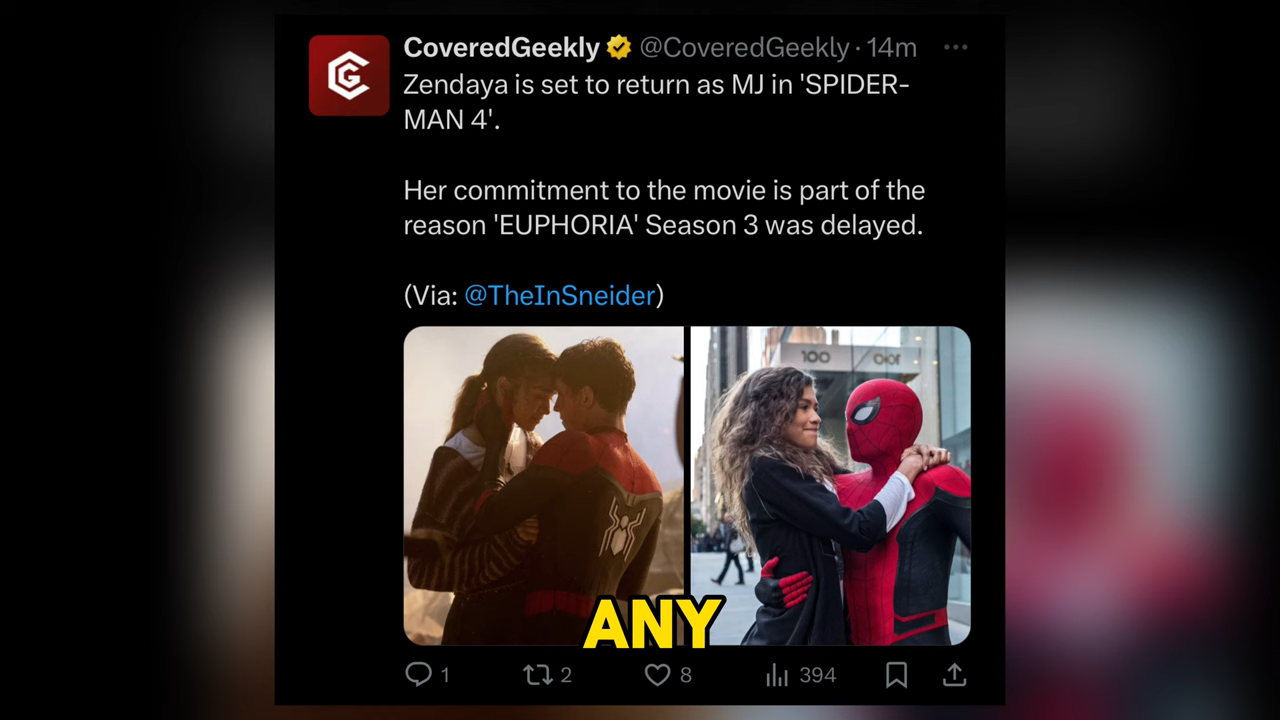 CoveredGeekly @CoveredGeekly · 14m
Zendaya is set to return as MJ in 'SPIDER-
MAN 4'.
Her commitment to the movie is part of the
reason 'EUPHORIA' Season 3 was delayed.
(Via: @TheInSneider)
100
ANY
1 2 8 394